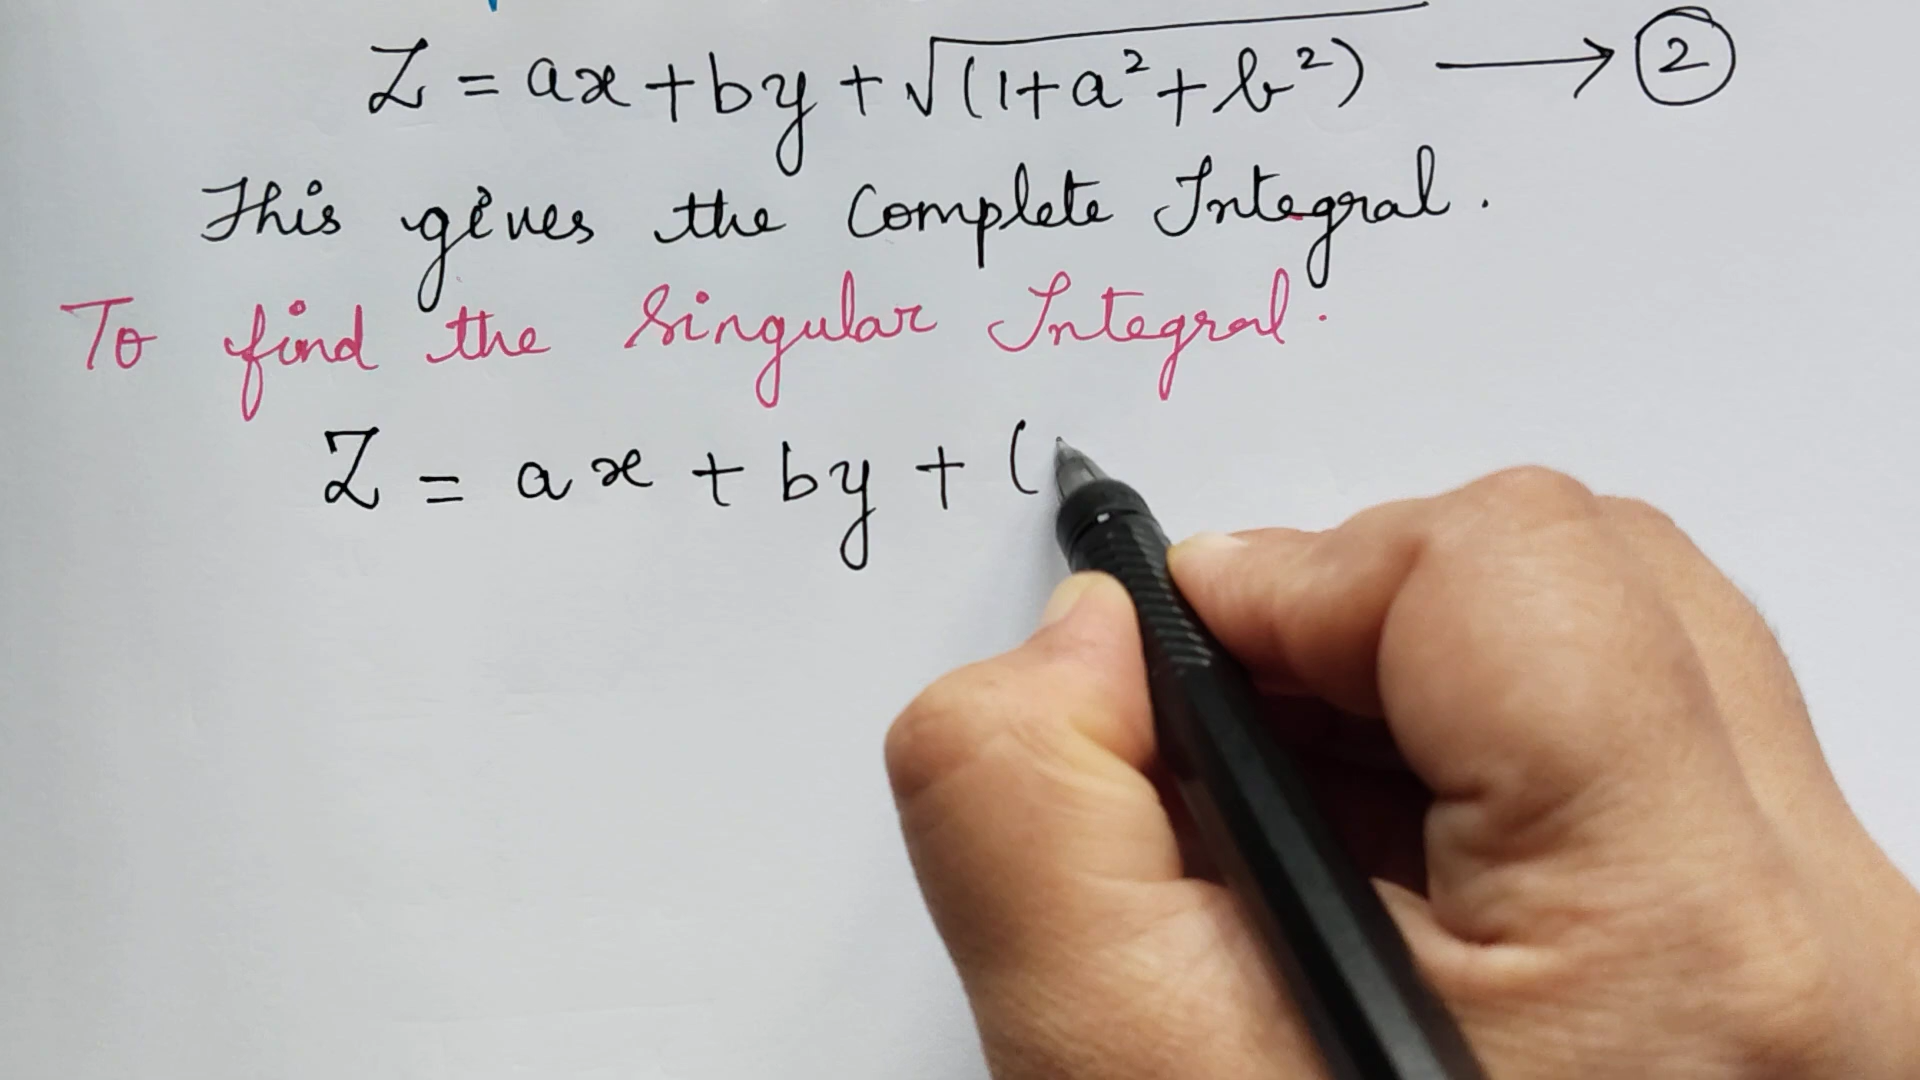 Z = ax + by + √(1+a²+b²) ⟶ ②
This gives the Complete Integral.
To find the Singular Integral.
Z = ax + by + (